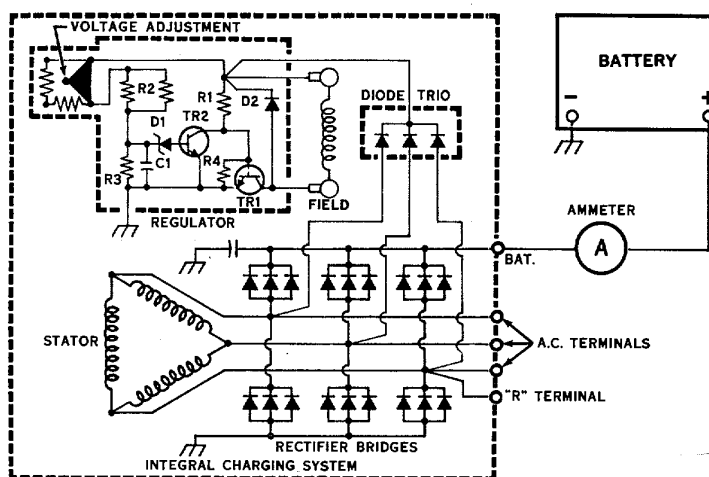 VOLTAGE ADJUSTMENT
BATTERY
- +
R2
R1
D2
DIODE TRIO
D1
TR2
C1
R4
R3
TR1
FIELD
REGULATOR
AMMETER
A
BAT.
STATOR
A.C. TERMINALS
"R" TERMINAL
RECTIFIER BRIDGES
INTEGRAL CHARGING SYSTEM